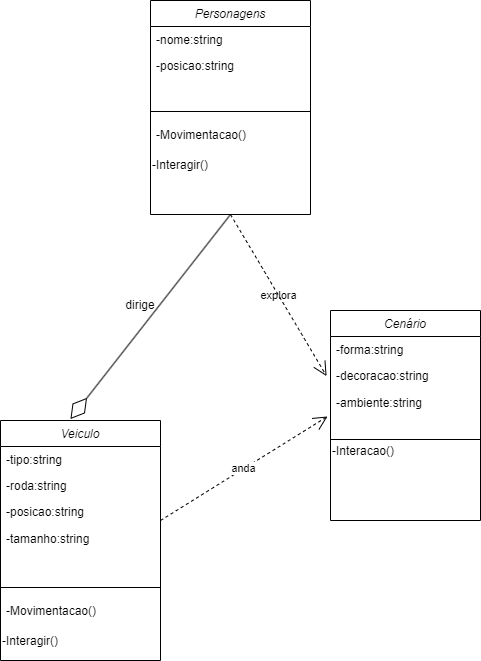 Personagens
-nome:string
-posicao:string
-Movimentacao()
-Interagir()
dirige
explora
Cenário
-forma:string
-decoracao:string
-ambiente:string
-Interacao()
Veiculo
-tipo:string
-roda:string
-posicao:string
-tamanho:string
-Movimentacao()
-Interagir()
anda